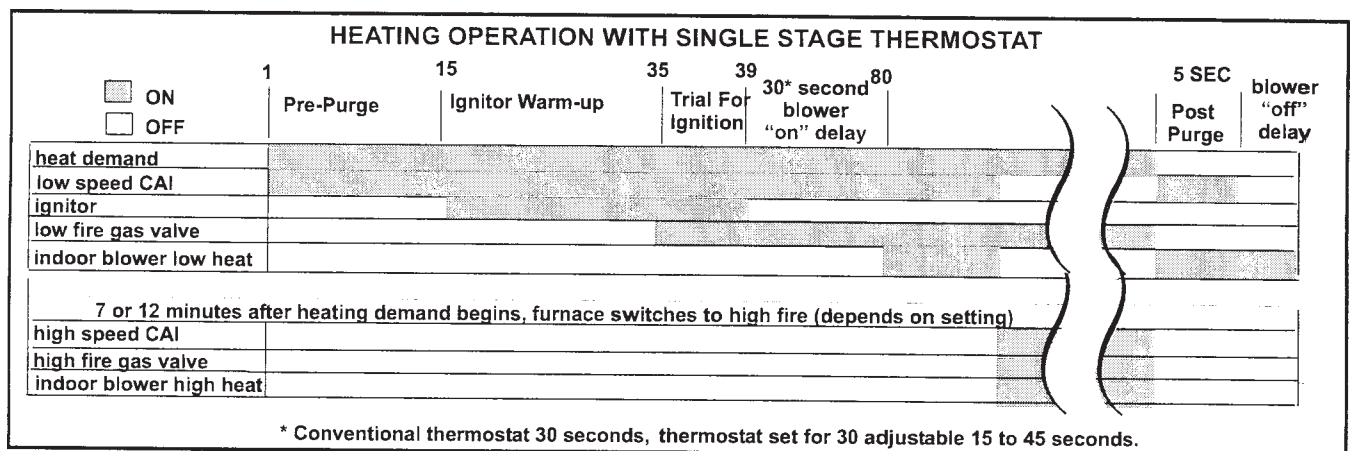 HEATING OPERATION WITH SINGLE STAGE THERMOSTAT
1 15 35 39 80 5 SEC
ON
OFF
Pre-Purge
Ignitor Warm-up
Trial For
Ignition
30* second
blower
"on" delay
Post
Purge
blower
"off"
delay
heat demand
low speed CAI
ignitor
low fire gas valve
indoor blower low heat
7 or 12 minutes after heating demand begins, furnace switches to high fire (depends on setting)
high speed CAI
high fire gas valve
indoor blower high heat
* Conventional thermostat 30 seconds, thermostat set for 30 adjustable 15 to 45 seconds.